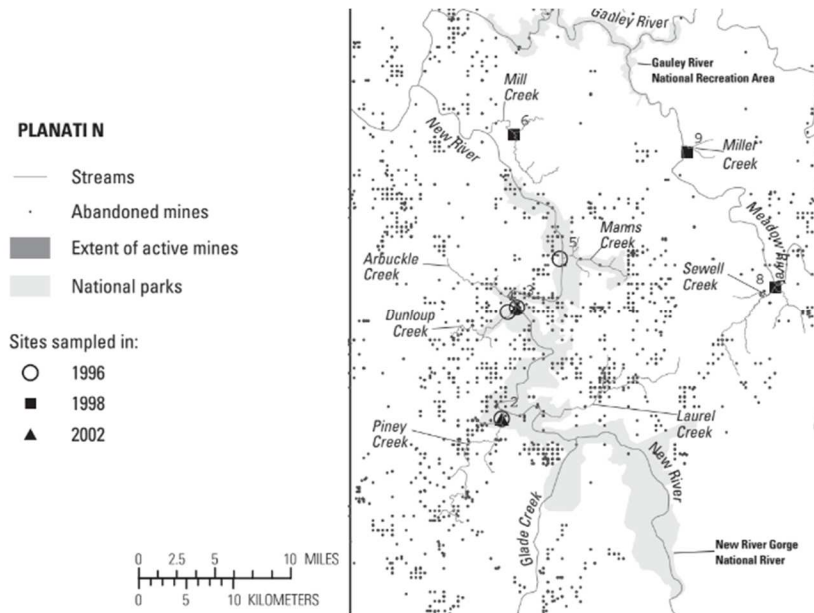 PLANATI N
Streams
Abandoned mines
Extent of active mines
National parks
Sites sampled in:
1996
1998
2002
0 2.5 5 10 MILES
0 5 10 KILOMETERS
Gauley River
Gauley River
National Recreation Area
Mill
Creek
6
New River
9
Miller
Creek
Meadow River
5
Manns
Creek
Arbuckle
Creek
Sewell
Creek
8
3
Dunloup
Creek
2
Piney
Creek
Laurel
Creek
New River
Glade Creek
New River Gorge
National River